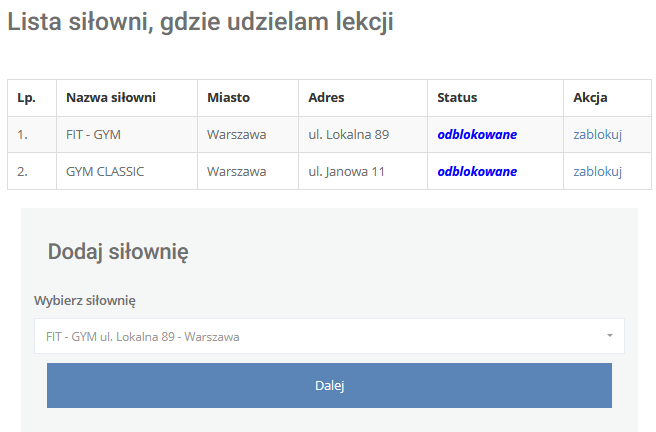 Lista siłowni, gdzie udzielam lekcji
Lp. Nazwa siłowni Miasto Adres Status Akcja
1. FIT - GYM Warszawa ul. Lokalna 89 odblokowane zablokuj
2. GYM CLASSIC Warszawa ul. Janowa 11 odblokowane zablokuj
Dodaj siłownię
Wybierz siłownię
FIT - GYM ul. Lokalna 89 - Warszawa
Dalej